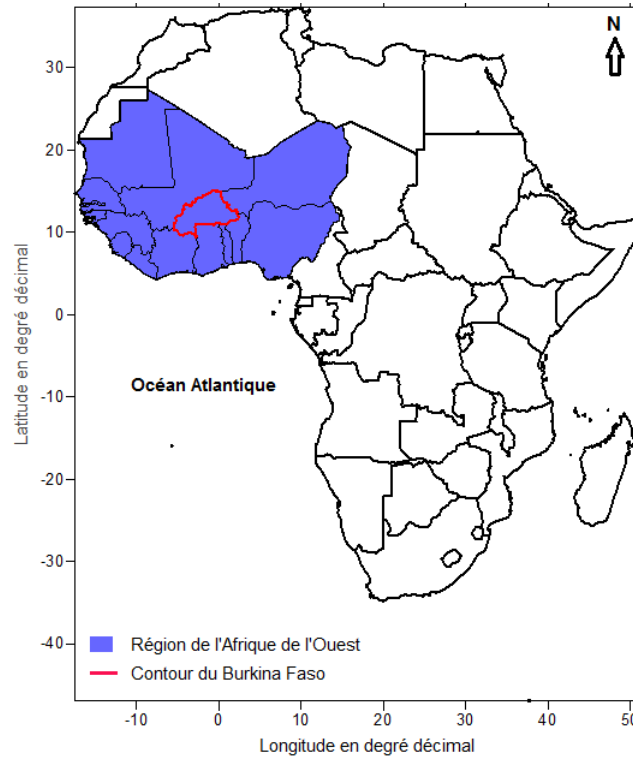 N
30
20
10
0
-10
-20
-30
-40
Latitude en degré décimal
Océan Atlantique
Région de l'Afrique de l'Ouest
Contour du Burkina Faso
-10 0 10 20 30 40 50
Longitude en degré décimal